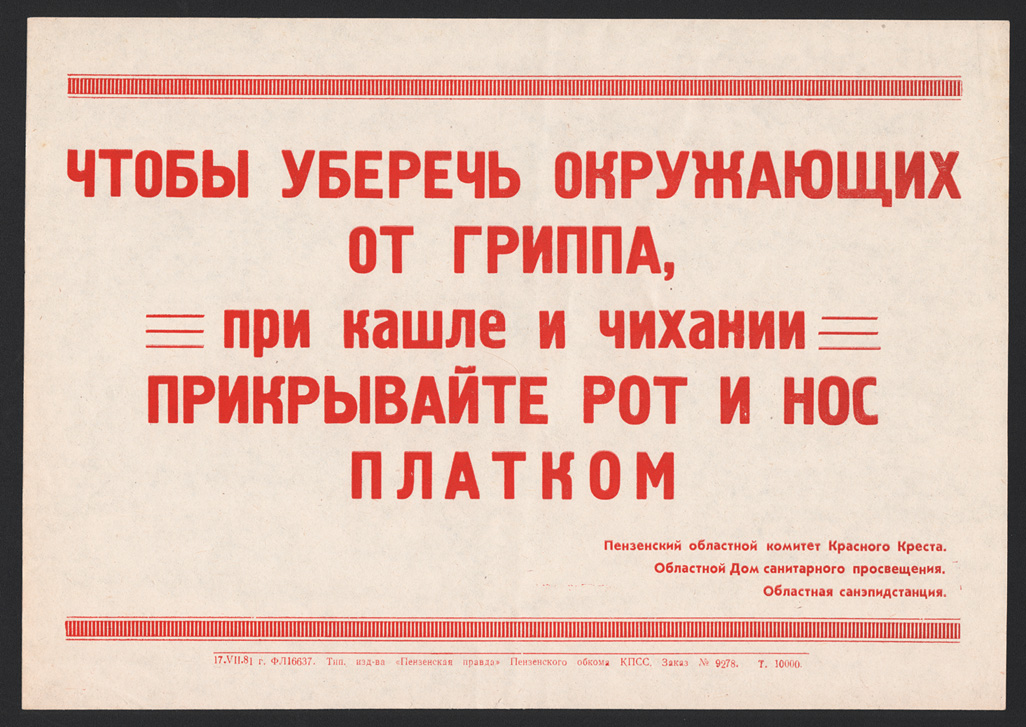 ЧТОБЫ УБЕРЕЧЬ ОКРУЖАЮЩИХ
ОТ ГРИППА,
при кашле и чихании
ПРИКРЫВАЙТЕ РОТ И НОС
ПЛАТКОМ
Пензенский областной комитет Красного Креста.
Областной Дом санитарного просвещения.
Областная санэпидстанция.
17.VII.81 г. ФЛ16637. Тип. изд-ва «Пензенская правда» Пензенского обкома КПСС. Заказ № 9278. Т. 10000.